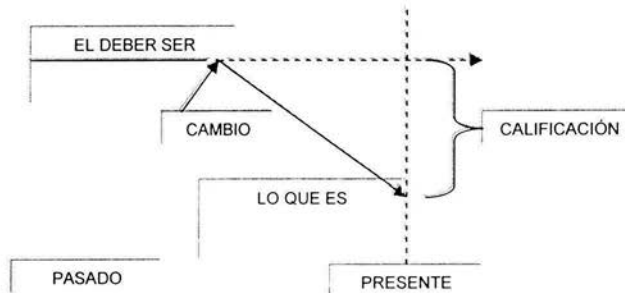 EL DEBER SER
CAMBIO
CALIFICACIÓN
LO QUE ES
PASADO
PRESENTE